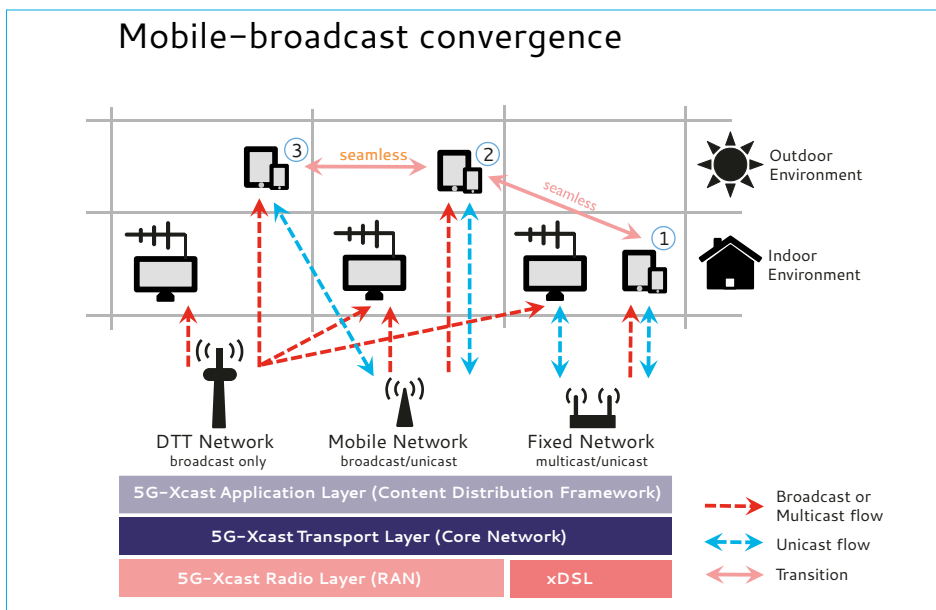 Mobile-broadcast convergence
3
seamless
2
seamless
1
Outdoor
Environment
Indoor
Environment
DTT Network
broadcast only
Mobile Network
broadcast/unicast
Fixed Network
multicast/unicast
5G-Xcast Application Layer (Content Distribution Framework)
5G-Xcast Transport Layer (Core Network)
5G-Xcast Radio Layer (RAN)
xDSL
Broadcast or
Multicast flow
Unicast flow
Transition